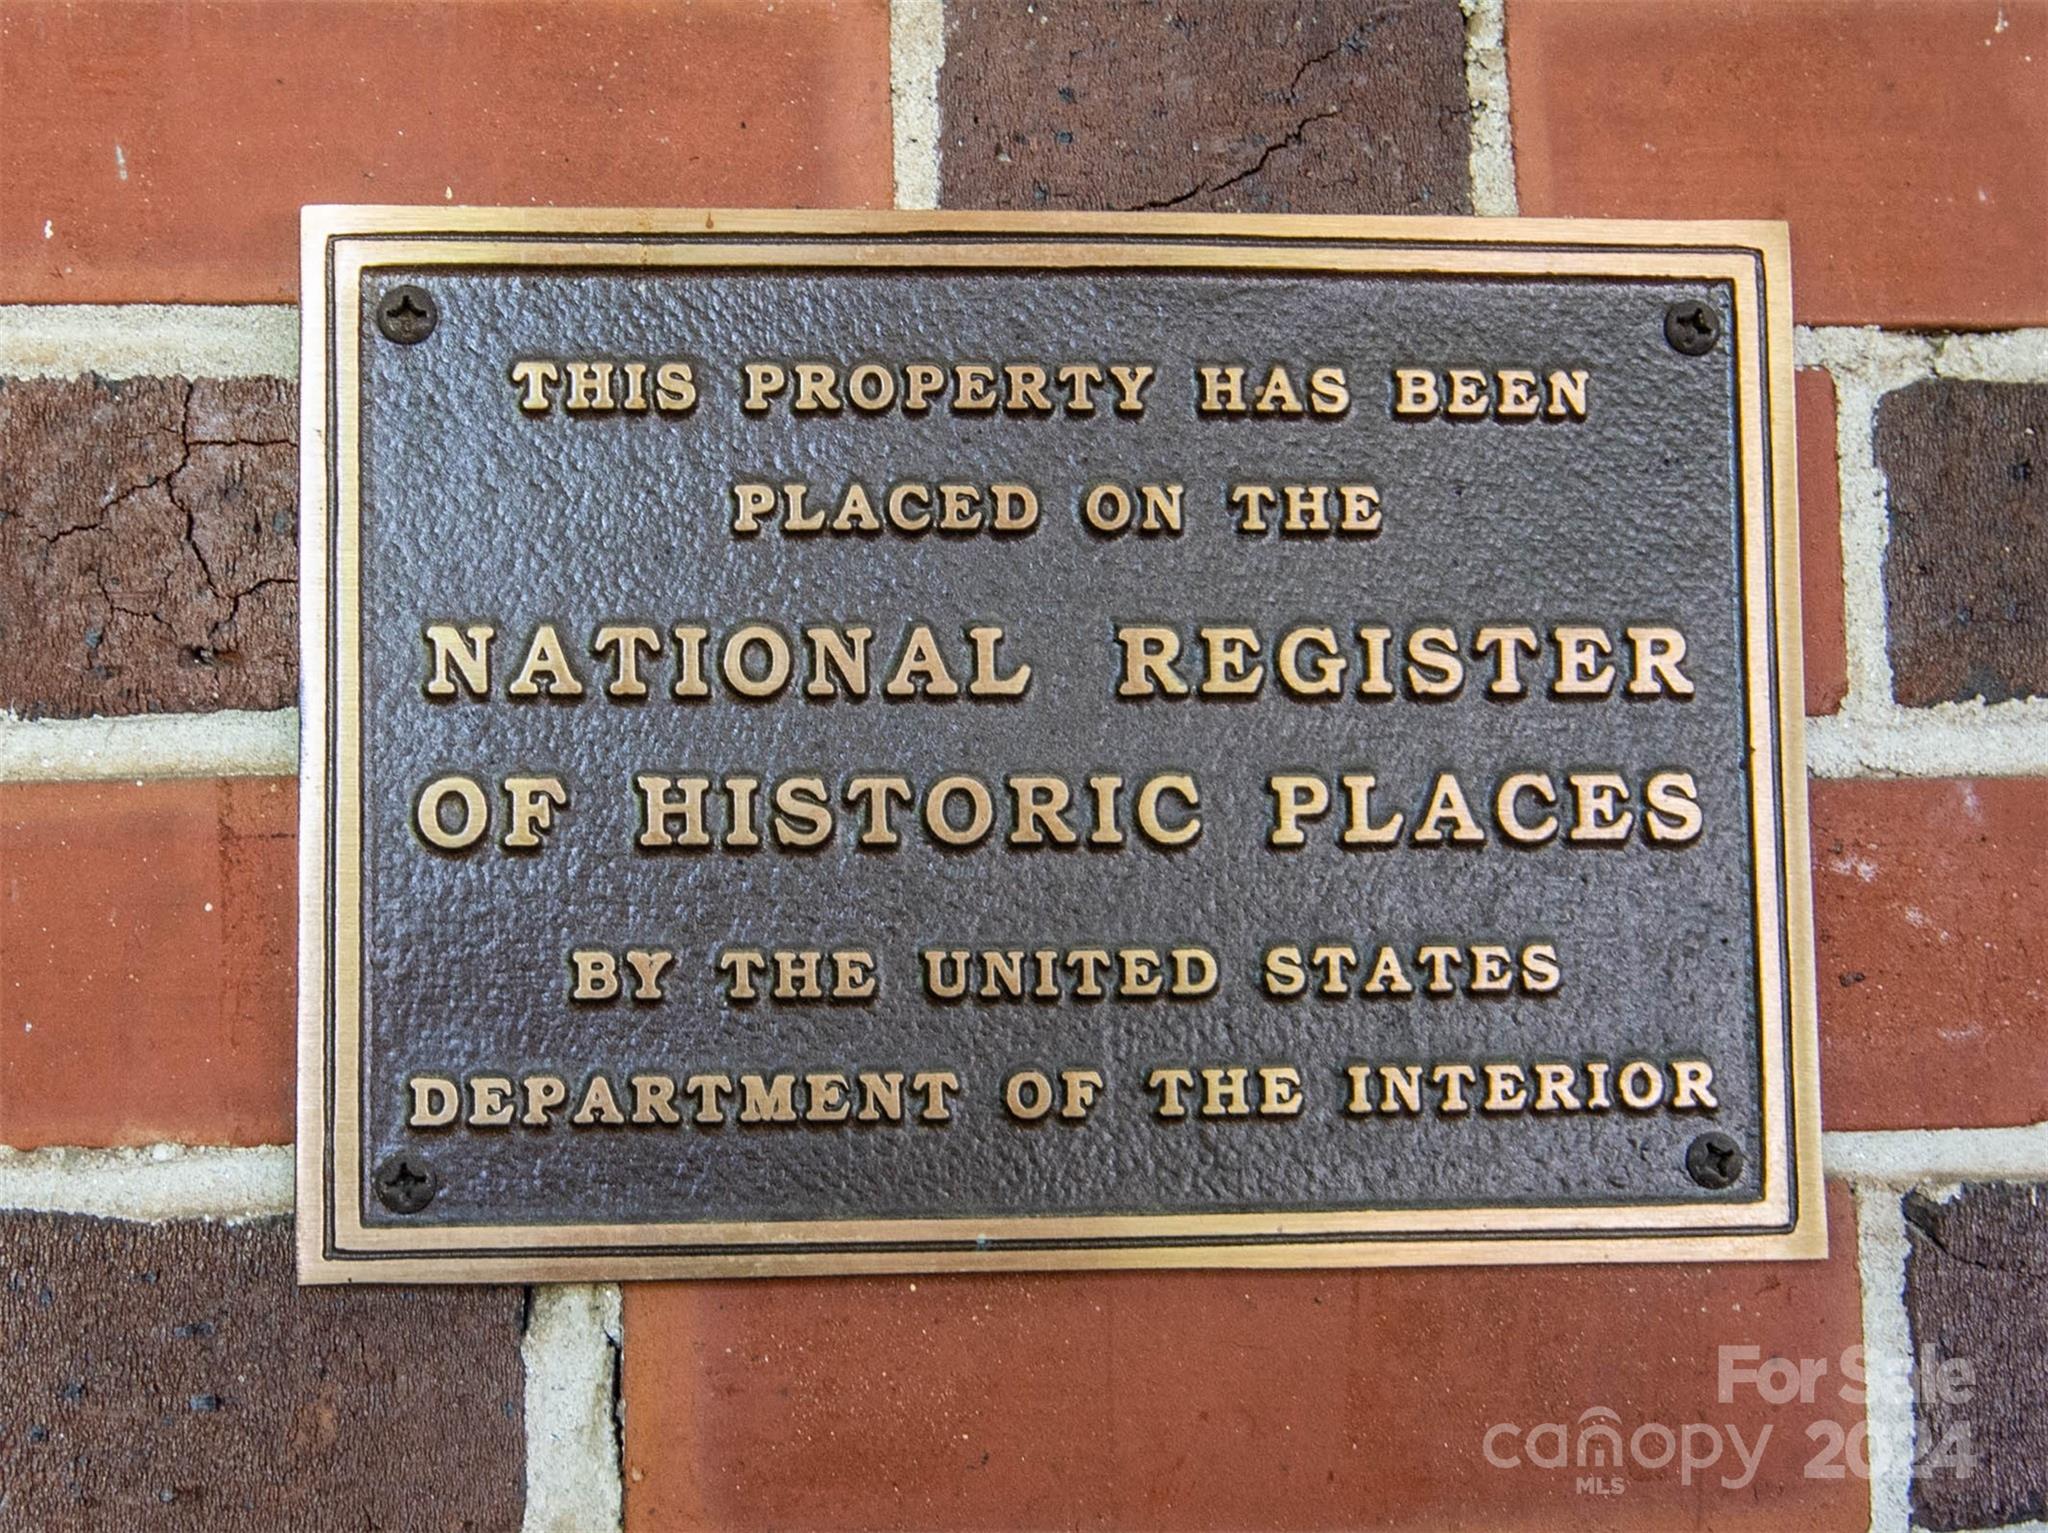 THIS PROPERTY HAS BEEN
PLACED ON THE
NATIONAL REGISTER
OF HISTORIC PLACES
BY THE UNITED STATES
DEPARTMENT OF THE INTERIOR
For Sale
canopy 2024
MLS